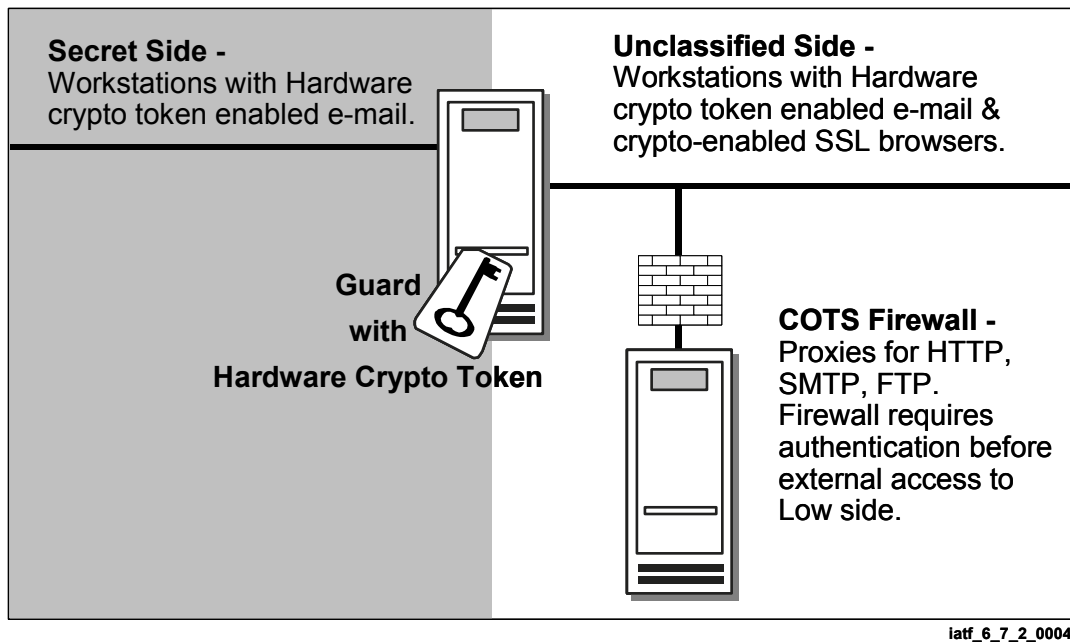 Secret Side -
Workstations with Hardware
crypto token enabled e-mail.
Unclassified Side -
Workstations with Hardware
crypto token enabled e-mail &
crypto-enabled SSL browsers.
Guard
with
Hardware Crypto Token
COTS Firewall -
Proxies for HTTP,
SMTP, FTP.
Firewall requires
authentication before
external access to
Low side.
iatf_6_7_2_0004